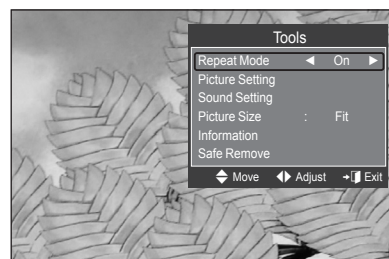 Tools
Repeat Mode ◀ On ▶
Picture Setting
Sound Setting
Picture Size : Fit
Information
Safe Remove
Move Adjust Exit